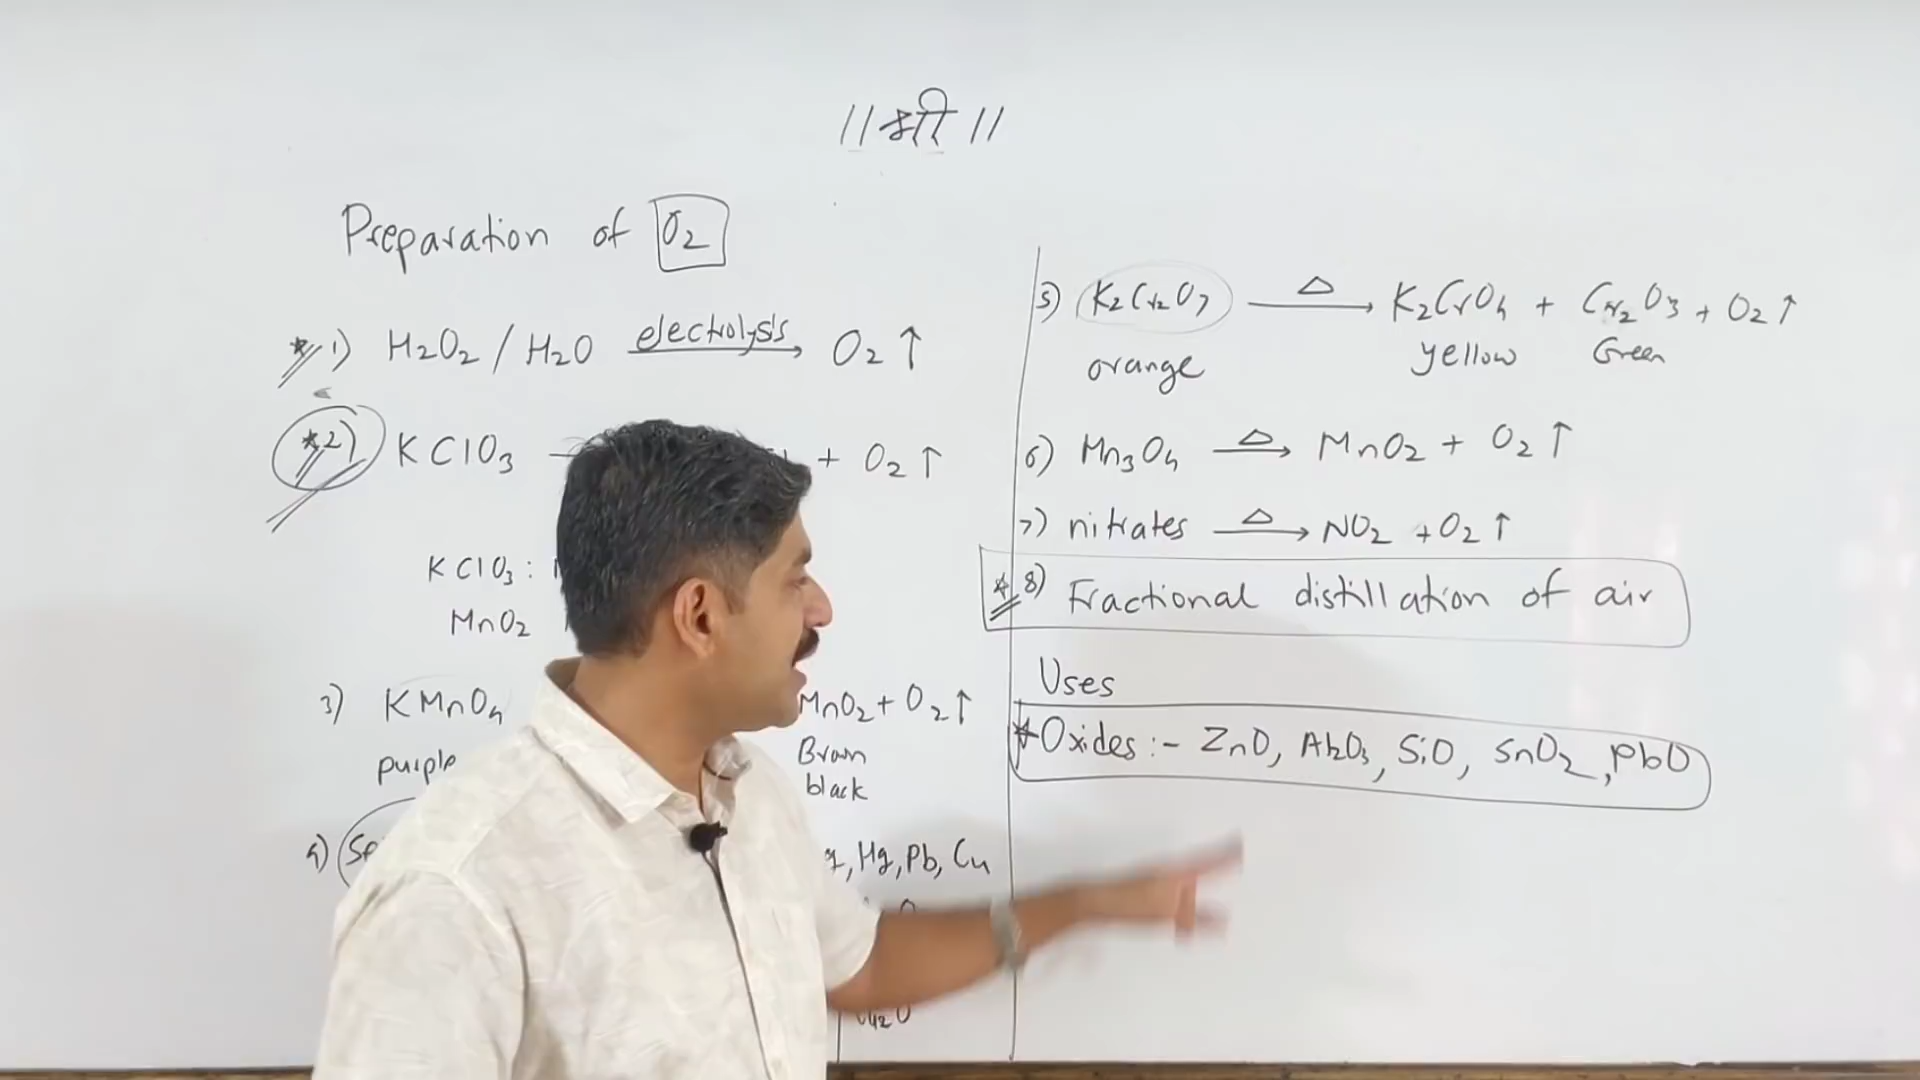 ॥ श्री ॥
Preparation of O₂
* 1) H₂O₂ / H₂O electrolysis → O₂ ↑
* 2) KClO₃ + O₂ ↑
KClO₃ :
MnO₂
3) KMnO₄ MnO₂ + O₂ ↑
purple Brown
black
4) , Hg, Pb, Cu
5) K₂Cr₂O₇ △ → K₂CrO₄ + Cr₂O₃ + O₂ ↑
orange yellow Green
6) Mn₃O₄ △ → MnO₂ + O₂ ↑
7) nitrates △ → NO₂ + O₂ ↑
* 8) Fractional distillation of air
Uses
* Oxides :- ZnO, Al₂O₃, SiO, SnO₂, PbO